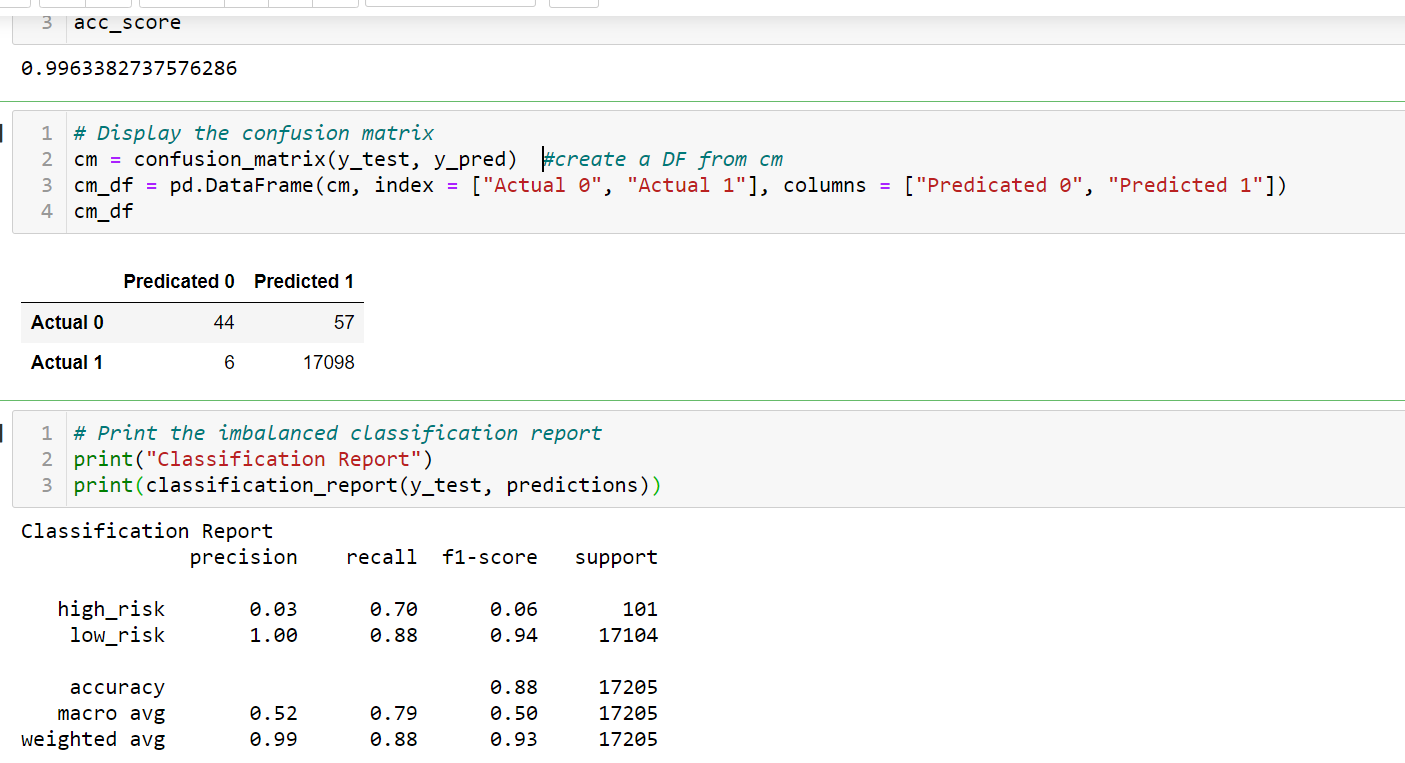 3 acc_score
0.9963382737576286
1 # Display the confusion matrix
2 cm = confusion_matrix(y_test, y_pred)  #create a DF from cm
3 cm_df = pd.DataFrame(cm, index = ["Actual 0", "Actual 1"], columns = ["Predicated 0", "Predicted 1"])
4 cm_df
Predicated 0 Predicted 1
Actual 0 44 57
Actual 1 6 17098
1 # Print the imbalanced classification report
2 print("Classification Report")
3 print(classification_report(y_test, predictions))
Classification Report
precision recall f1-score support
high_risk 0.03 0.70 0.06 101
low_risk 1.00 0.88 0.94 17104
accuracy 0.88 17205
macro avg 0.52 0.79 0.50 17205
weighted avg 0.99 0.88 0.93 17205